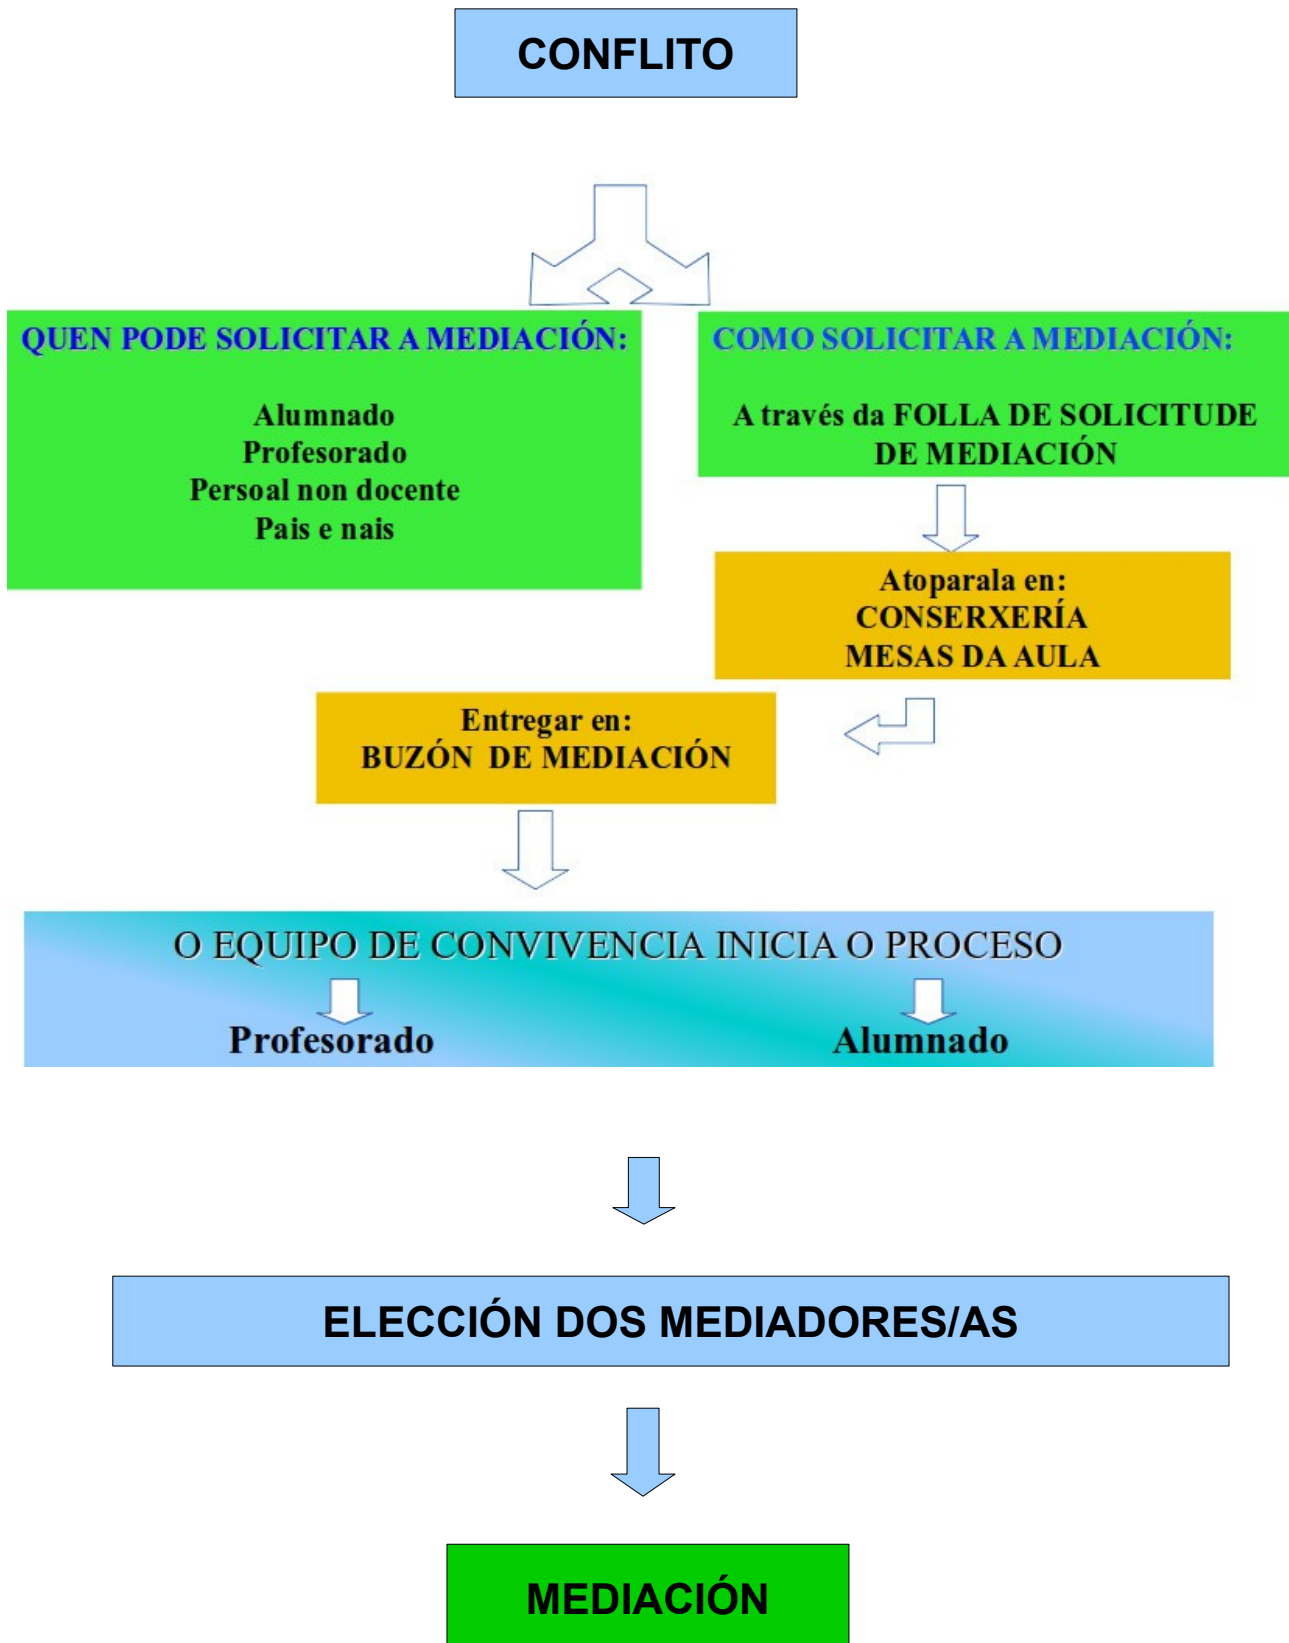 CONFLITO
QUEN PODE SOLICITAR A MEDIACIÓN:
Alumnado
Profesorado
Persoal non docente
Pais e nais
COMO SOLICITAR A MEDIACIÓN:
A través da FOLLA DE SOLICITUDE
DE MEDIACIÓN
Atoparala en:
CONSERXERÍA
MESAS DA AULA
Entregar en:
BUZÓN DE MEDIACIÓN
O EQUIPO DE CONVIVENCIA INICIA O PROCESO
Profesorado
Alumnado
ELECCIÓN DOS MEDIADORES/AS
MEDIACIÓN